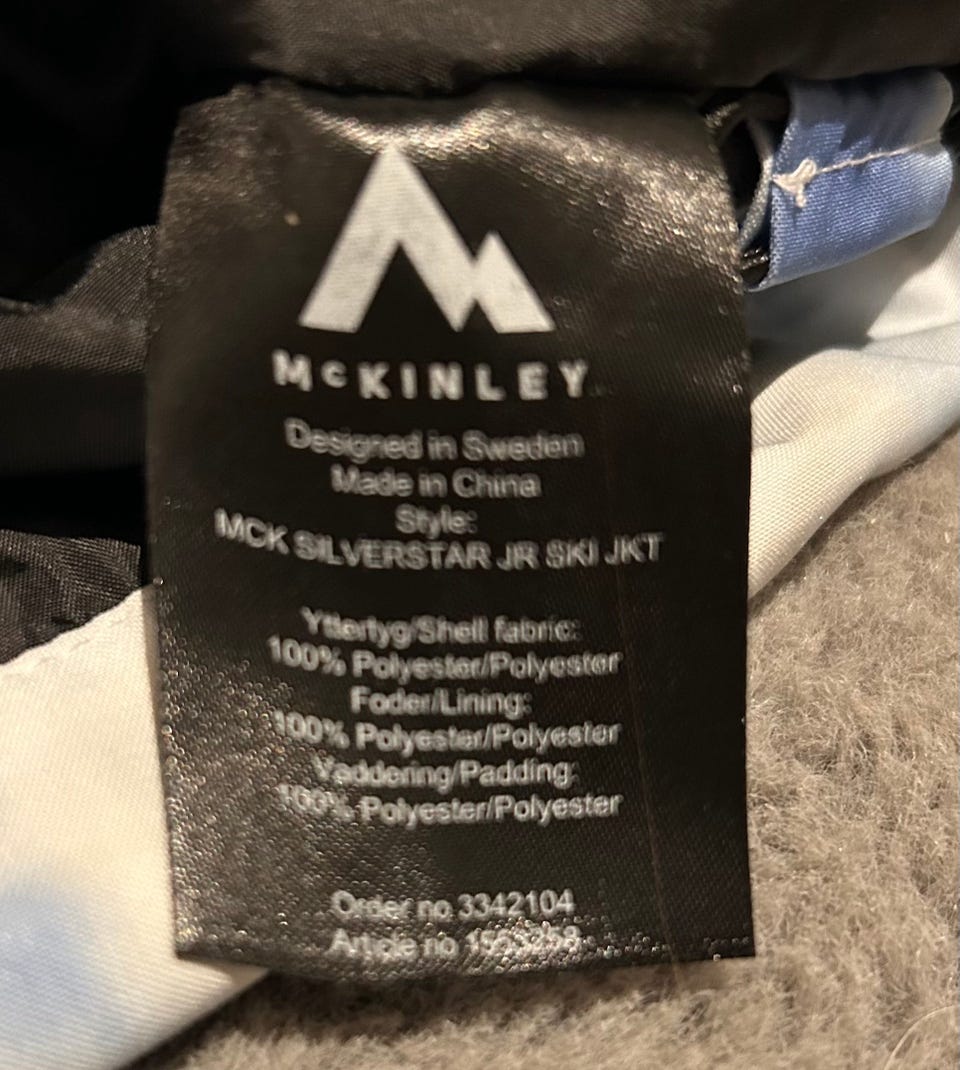 McKINLEY
Designed in Sweden
Made in China
Style:
MCK SILVERSTAR JR SKI JKT
Yttertyg/Shell fabric:
100% Polyester/Polyester
Foder/Lining:
100% Polyester/Polyester
Vaddering/Padding:
100% Polyester/Polyester
Order no 3342104
Article no